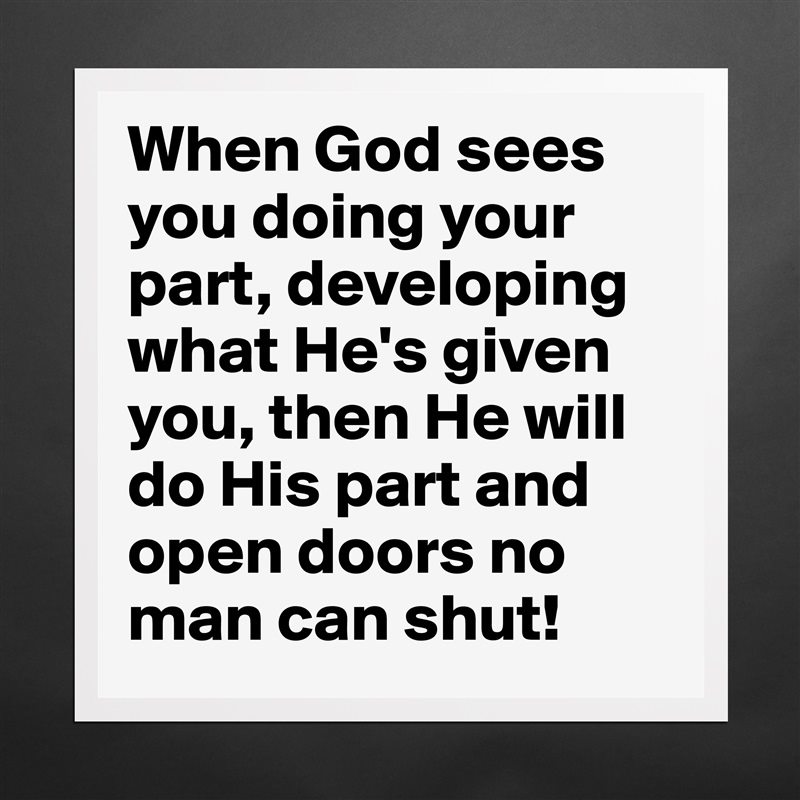 When God sees
you doing your
part, developing
what He's given
you, then He will
do His part and
open doors no
man can shut!